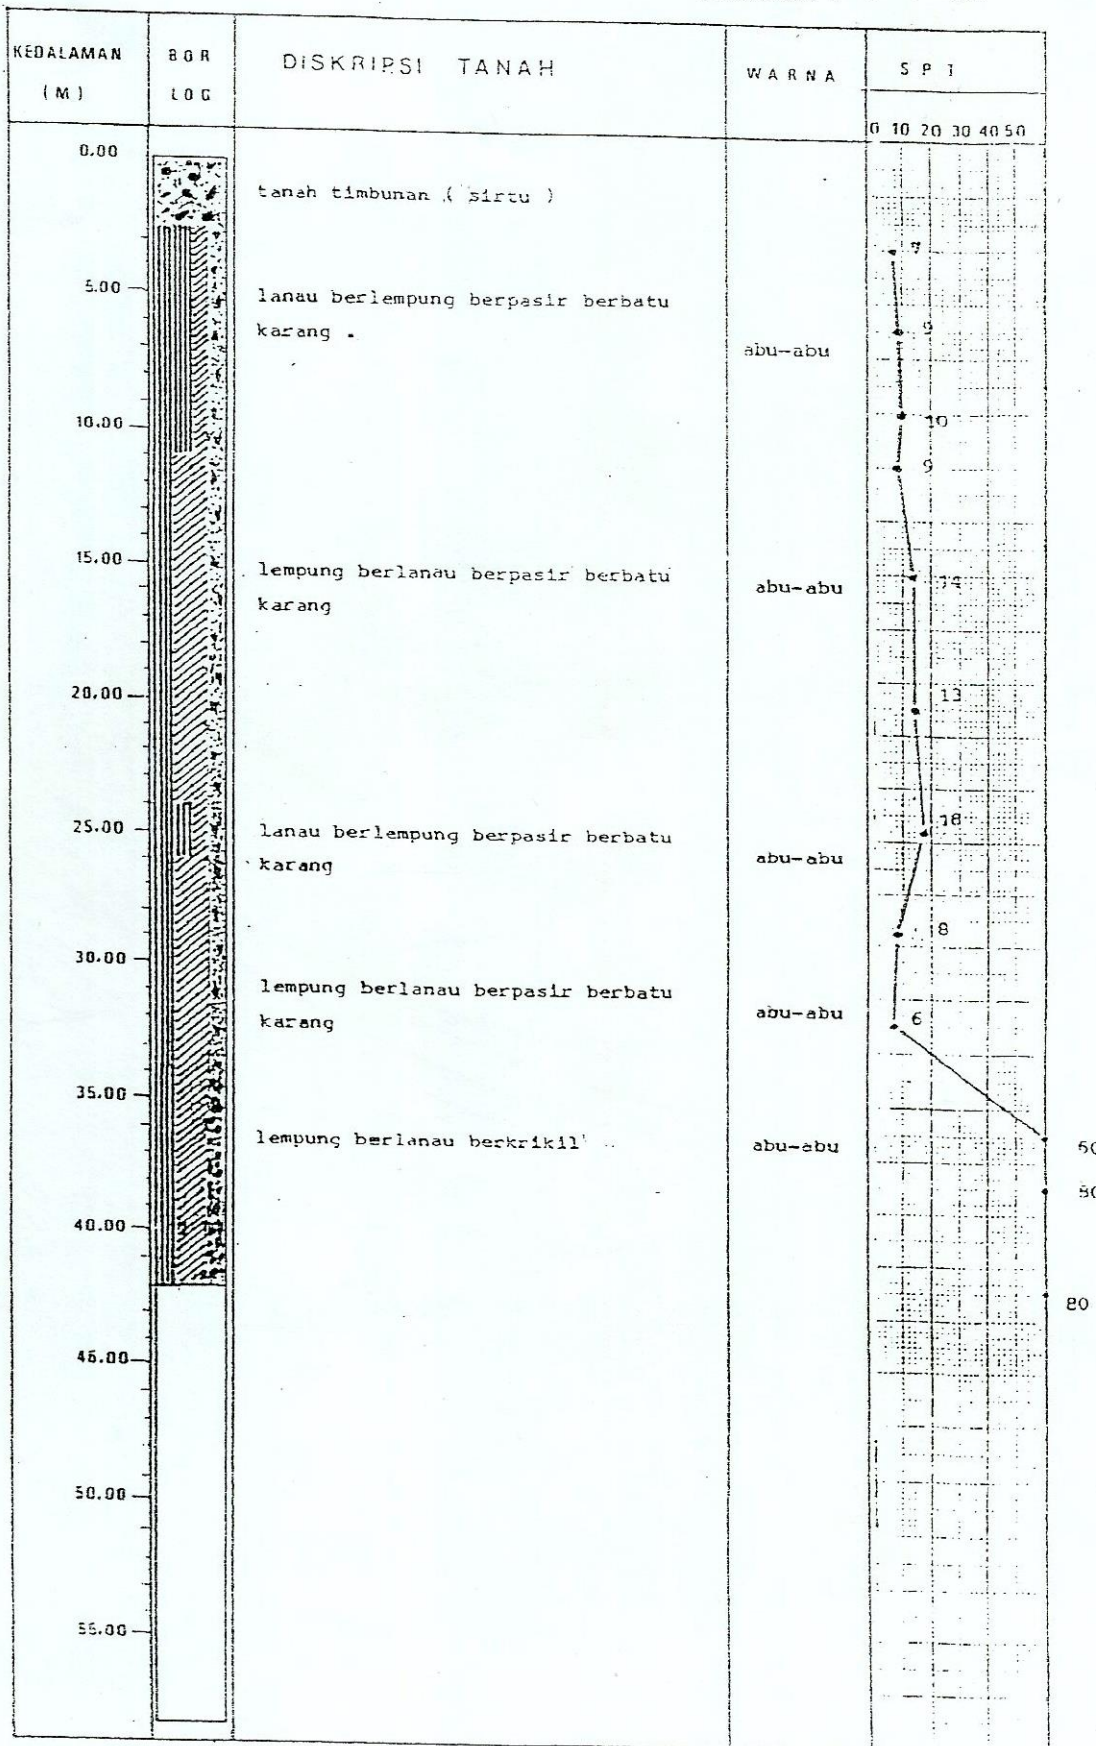 KEDALAMAN
(M)
BOR
LOG
DISKRIPSI TANAH
WARNA
SPT
0 10 20 30 40 50
0.00
tanah timbunan ( sirtu )
7
5.00
lanau berlempung berpasir berbatu
karang .
9
abu-abu
10.00
10
9
15.00
lempung berlanau berpasir berbatu
karang
abu-abu
14
20.00
13
25.00
lanau berlempung berpasir berbatu
karang
abu-abu
18
8
30.00
lempung berlanau berpasir berbatu
karang
abu-abu
6
35.00
lempung berlanau berkrikil
abu-abu
40.00
80
45.00
50.00
55.00